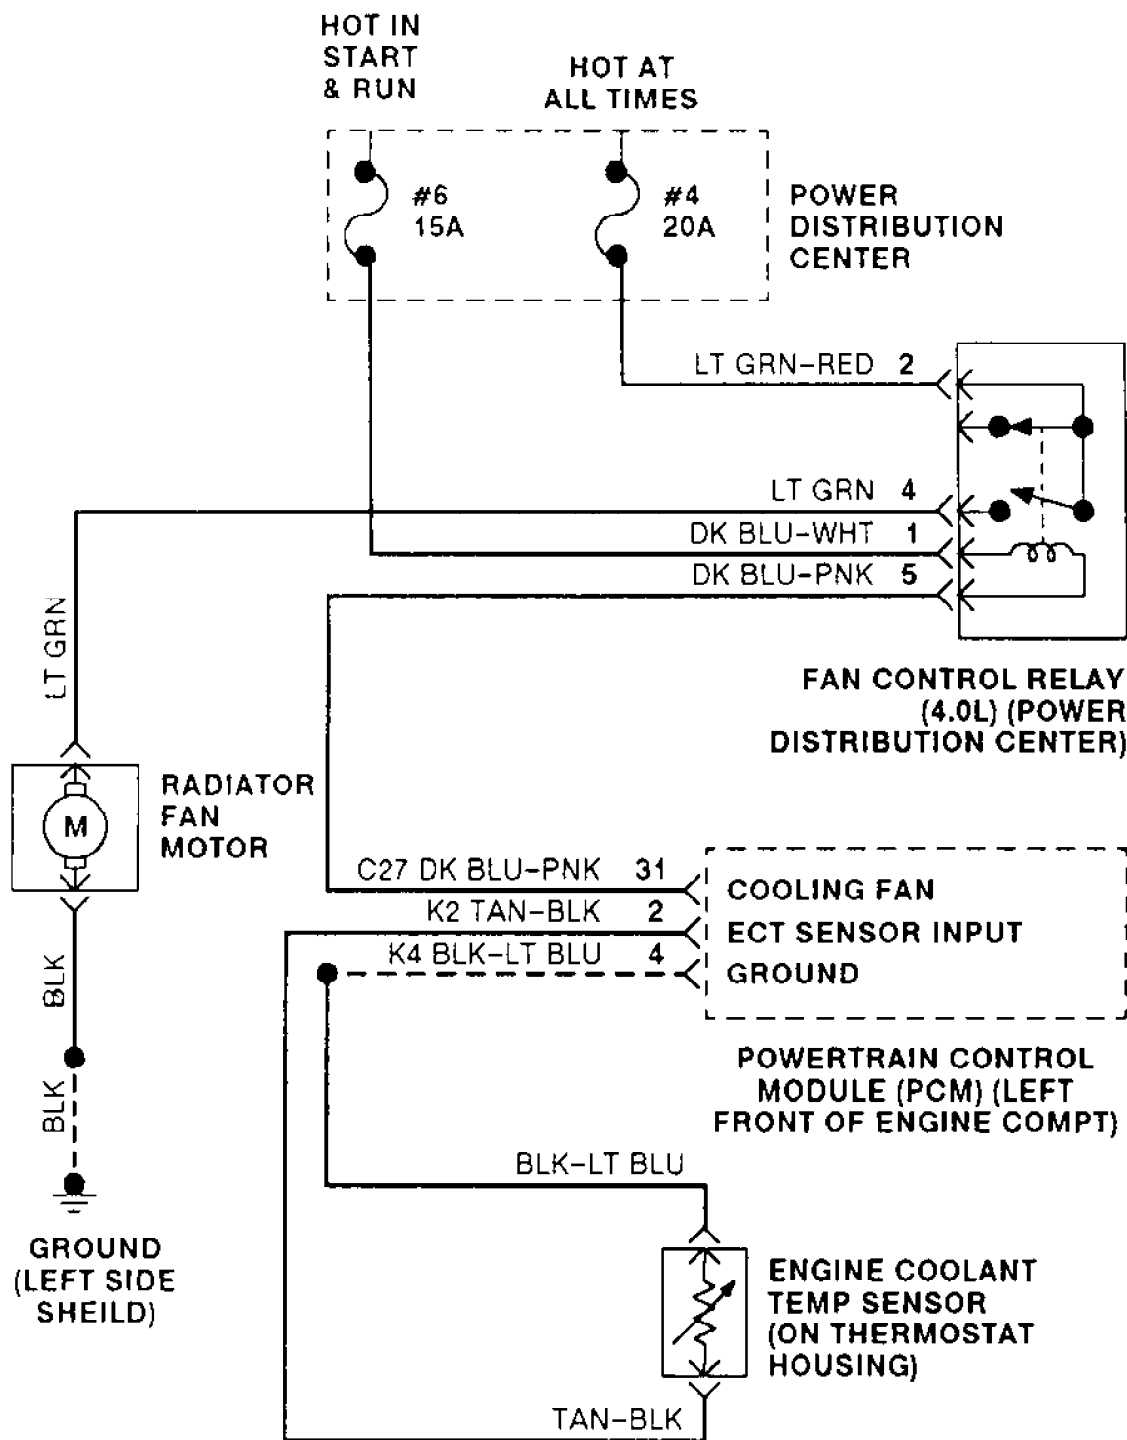 HOT IN
START
& RUN
HOT AT
ALL TIMES
#6
15A
#4
20A
POWER
DISTRIBUTION
CENTER
LT GRN-RED 2
LT GRN 4
DK BLU-WHT 1
DK BLU-PNK 5
FAN CONTROL RELAY
(4.0L) (POWER
DISTRIBUTION CENTER)
LT GRN
M
RADIATOR
FAN
MOTOR
C27 DK BLU-PNK 31
COOLING FAN
K2 TAN-BLK 2
ECT SENSOR INPUT
K4 BLK-LT BLU 4
GROUND
POWERTRAIN CONTROL
MODULE (PCM) (LEFT
FRONT OF ENGINE COMPT)
BLK
BLK
GROUND
(LEFT SIDE
SHEILD)
BLK-LT BLU
ENGINE COOLANT
TEMP SENSOR
(ON THERMOSTAT
HOUSING)
TAN-BLK